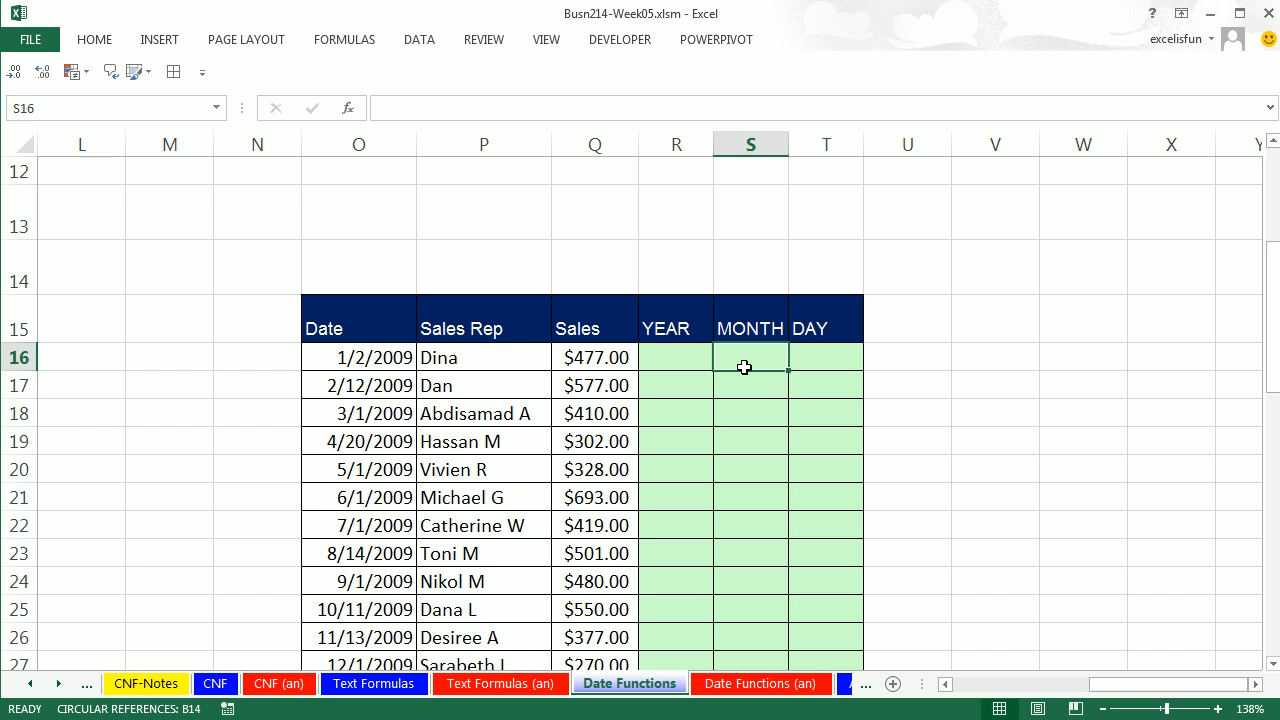 Busn214-Week05.xlsm - Excel
?
FILE HOME INSERT PAGE LAYOUT FORMULAS DATA REVIEW VIEW DEVELOPER POWERPIVOT excelisfun
S16 fx
L M N O P Q R S T U V W X Y
12
13
14
15 Date Sales Rep Sales YEAR MONTH DAY
16 1/2/2009 Dina $477.00
17 2/12/2009 Dan $577.00
18 3/1/2009 Abdisamad A $410.00
19 4/20/2009 Hassan M $302.00
20 5/1/2009 Vivien R $328.00
21 6/1/2009 Michael G $693.00
22 7/1/2009 Catherine W $419.00
23 8/14/2009 Toni M $501.00
24 9/1/2009 Nikol M $480.00
25 10/11/2009 Dana L $550.00
26 11/13/2009 Desiree A $377.00
27 12/1/2009 Sarabeth $270.00
... CNF-Notes CNF CNF (an) Text Formulas Text Formulas (an) Date Functions Date Functions (an) ...
READY CIRCULAR REFERENCES: B14 138%